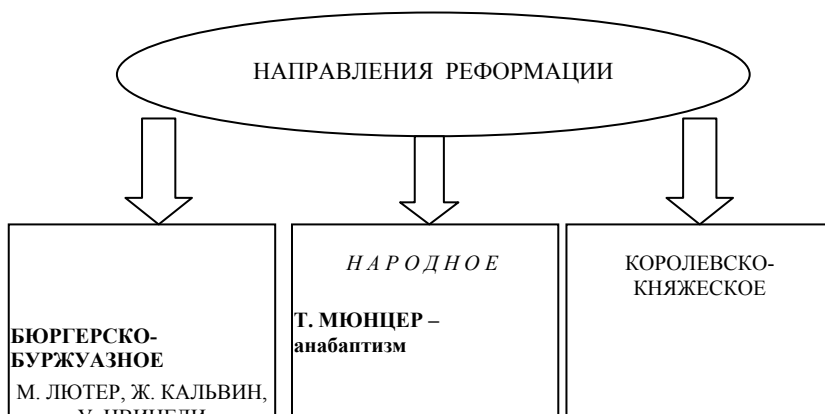 НАПРАВЛЕНИЯ РЕФОРМАЦИИ
БЮРГЕРСКО-
БУРЖУАЗНОЕ
М. ЛЮТЕР, Ж. КАЛЬВИН,
НАРОДНОЕ
Т. МЮНЦЕР –
анабаптизм
КОРОЛЕВСКО-
КНЯЖЕСКОЕ